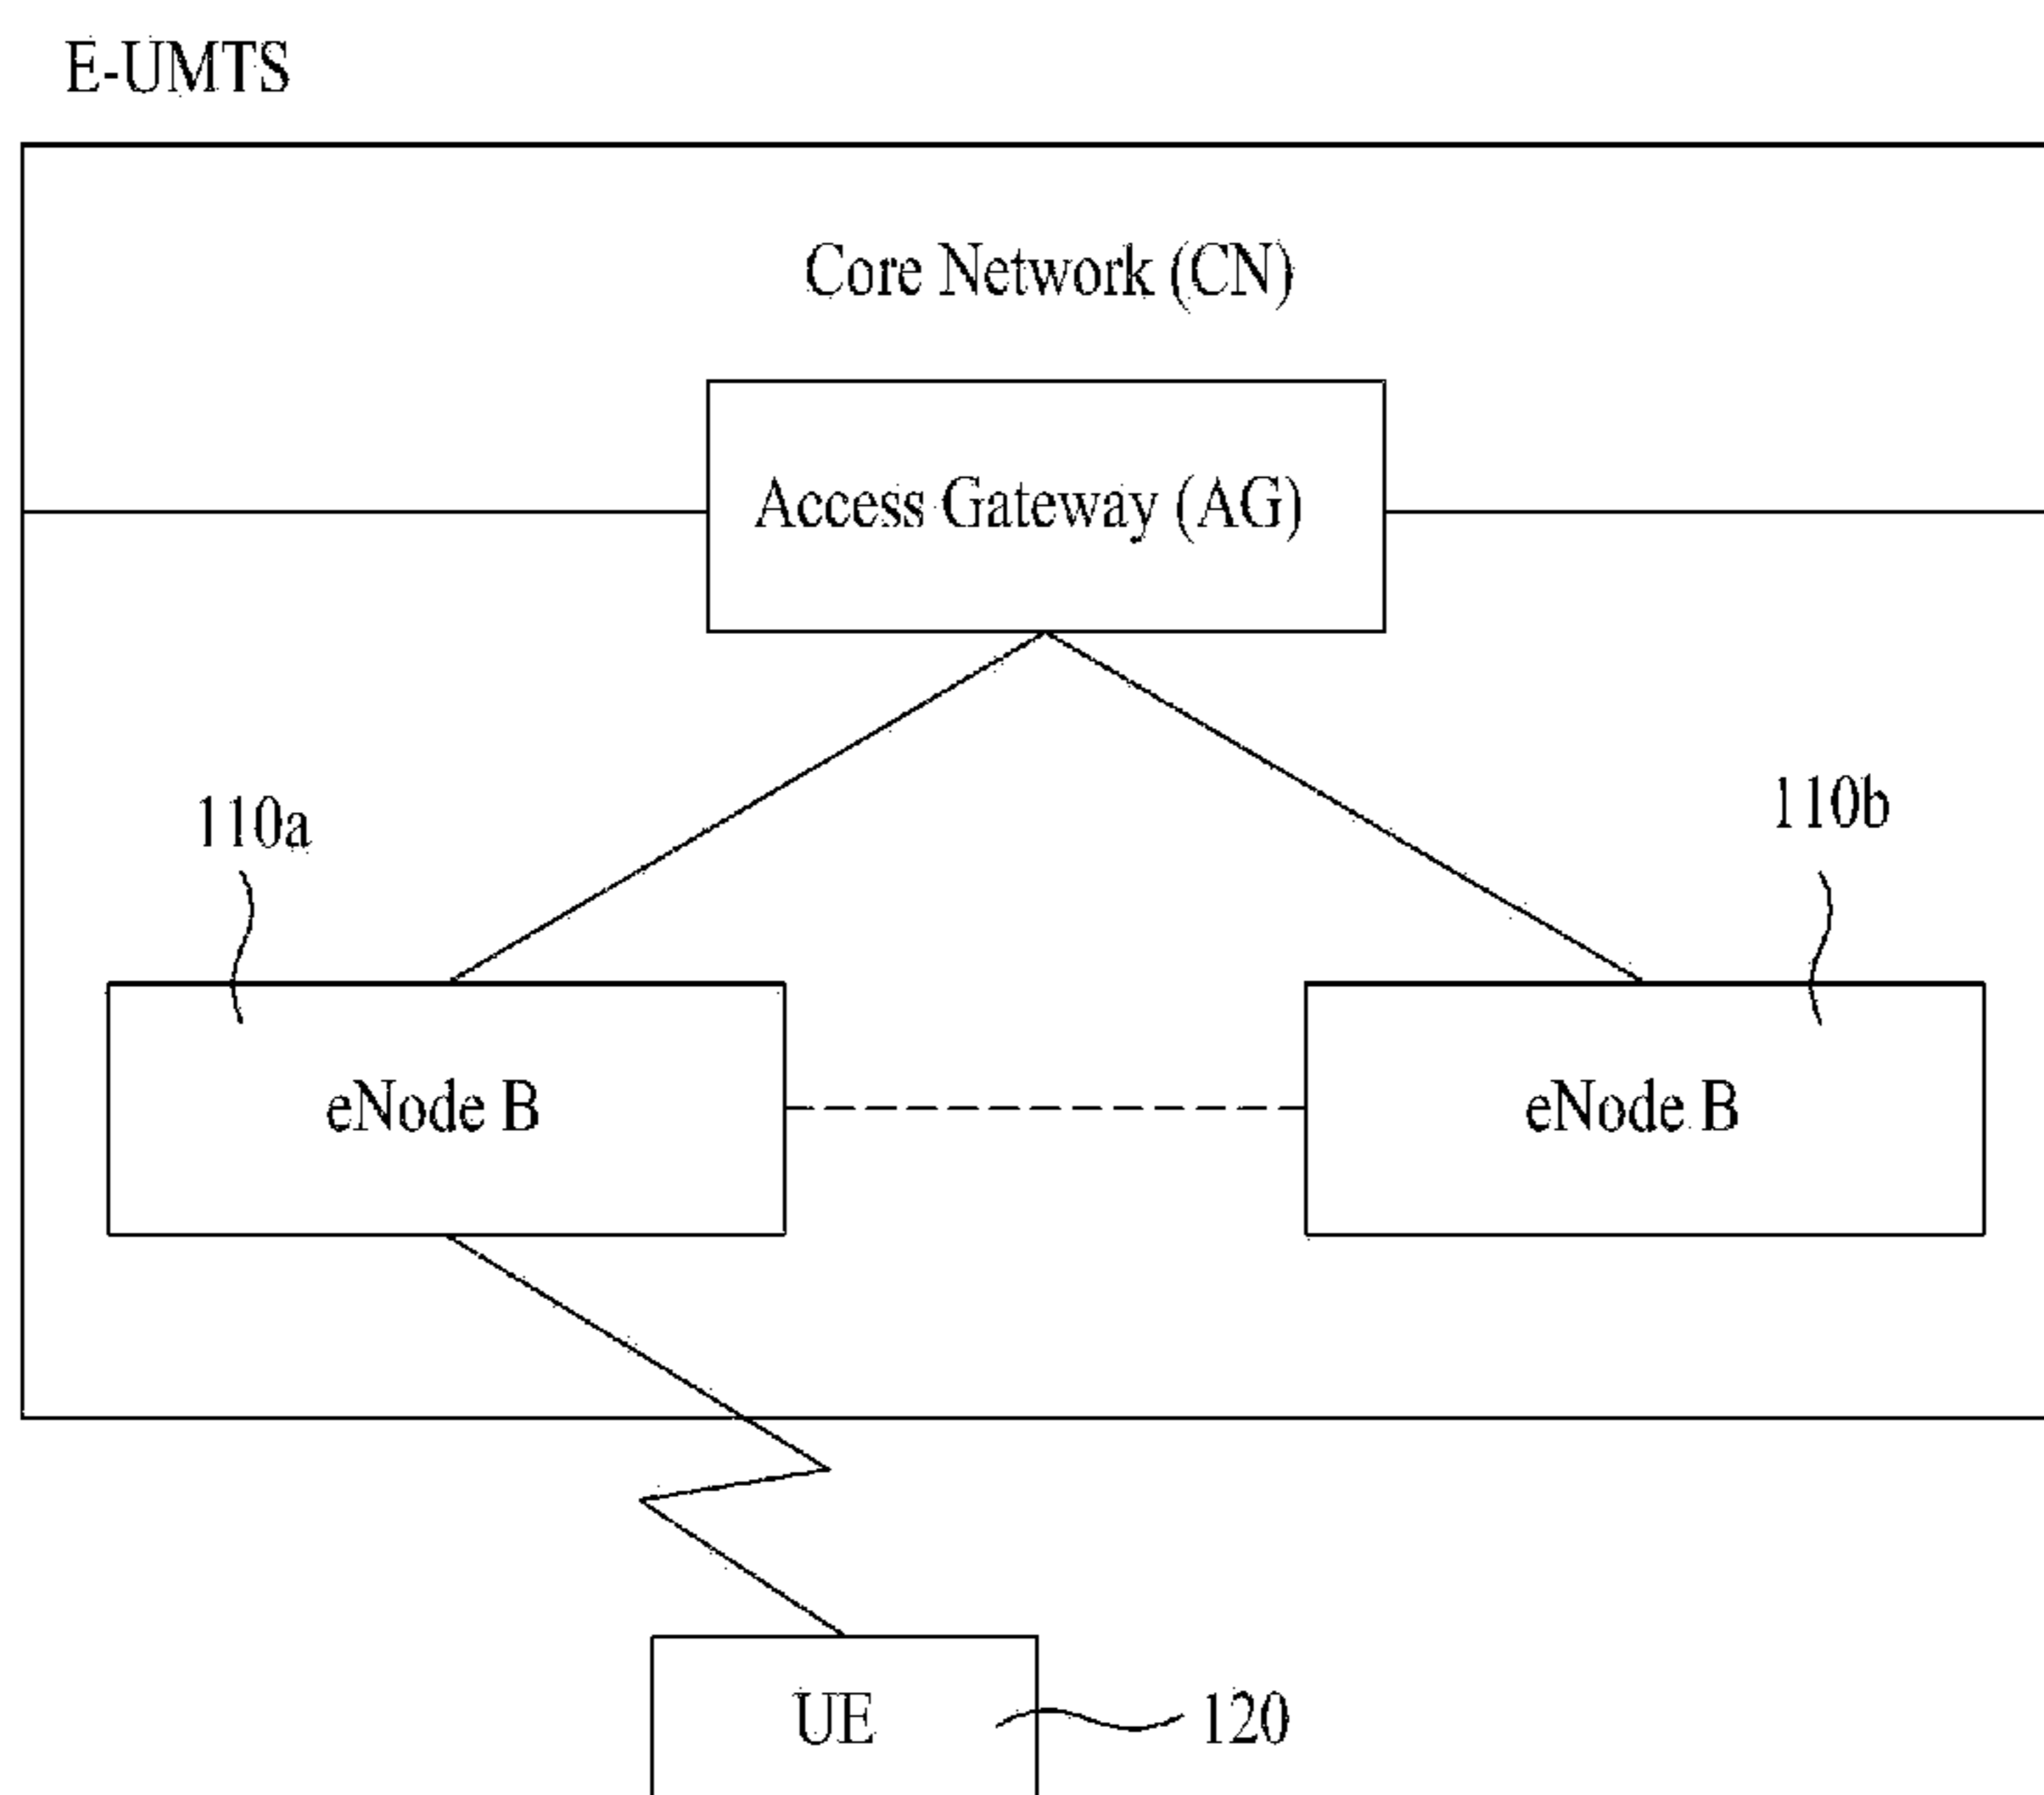 E-UMTS
Core Network (CN)
Access Gateway (AG)
110a
110b
eNode B
eNode B
UE
120